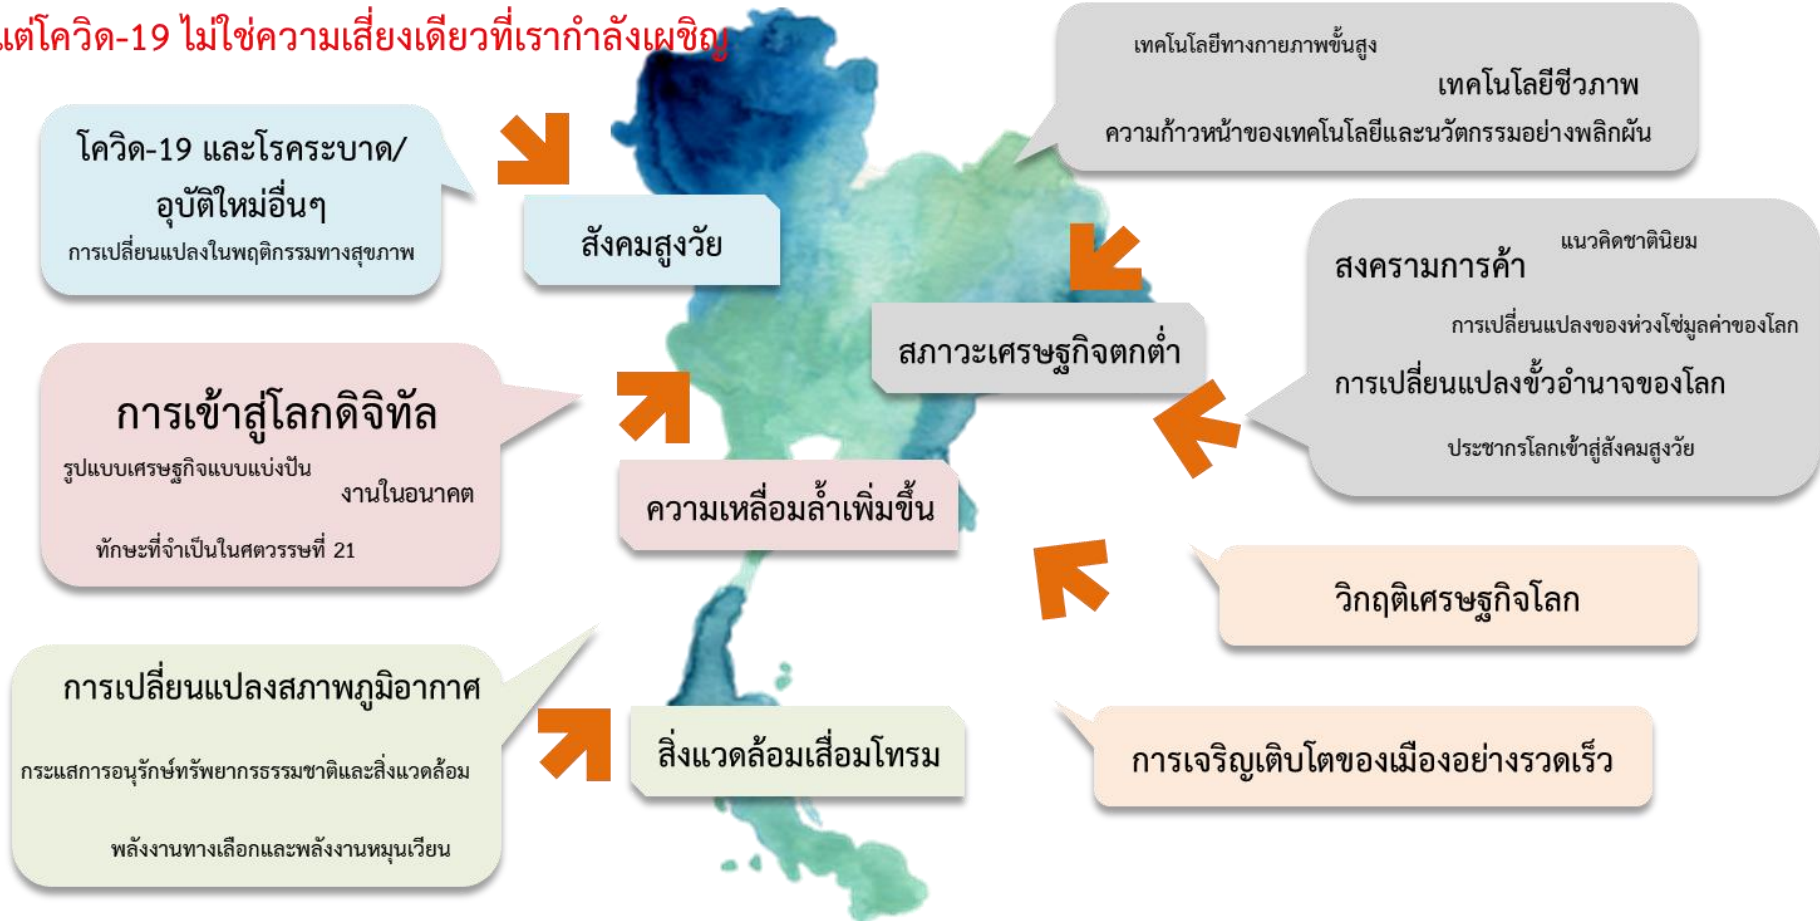 แต่โควิด-19 ไม่ใช่ความเสี่ยงเดียวที่เรากำลังเผชิญ
โควิด-19 และโรคระบาด/
อุบัติใหม่อื่นๆ
การเปลี่ยนแปลงในพฤติกรรมทางสุขภาพ
สังคมสูงวัย
เทคโนโลยีทางกายภาพขั้นสูง
เทคโนโลยีชีวภาพ
ความก้าวหน้าของเทคโนโลยีและนวัตกรรมอย่างพลิกผัน
แนวคิดชาตินิยม
สงครามการค้า
การเปลี่ยนแปลงของห่วงโซ่มูลค่าของโลก
การเปลี่ยนแปลงขั้วอำนาจของโลก
ประชากรโลกเข้าสู่สังคมสูงวัย
สภาวะเศรษฐกิจตกต่ำ
การเข้าสู่โลกดิจิทัล
รูปแบบเศรษฐกิจแบบแบ่งปัน
งานในอนาคต
ทักษะที่จำเป็นในศตวรรษที่ 21
ความเหลื่อมล้ำเพิ่มขึ้น
วิกฤติเศรษฐกิจโลก
การเปลี่ยนแปลงสภาพภูมิอากาศ
กระแสการอนุรักษ์ทรัพยากรธรรมชาติและสิ่งแวดล้อม
พลังงานทางเลือกและพลังงานหมุนเวียน
สิ่งแวดล้อมเสื่อมโทรม
การเจริญเติบโตของเมืองอย่างรวดเร็ว